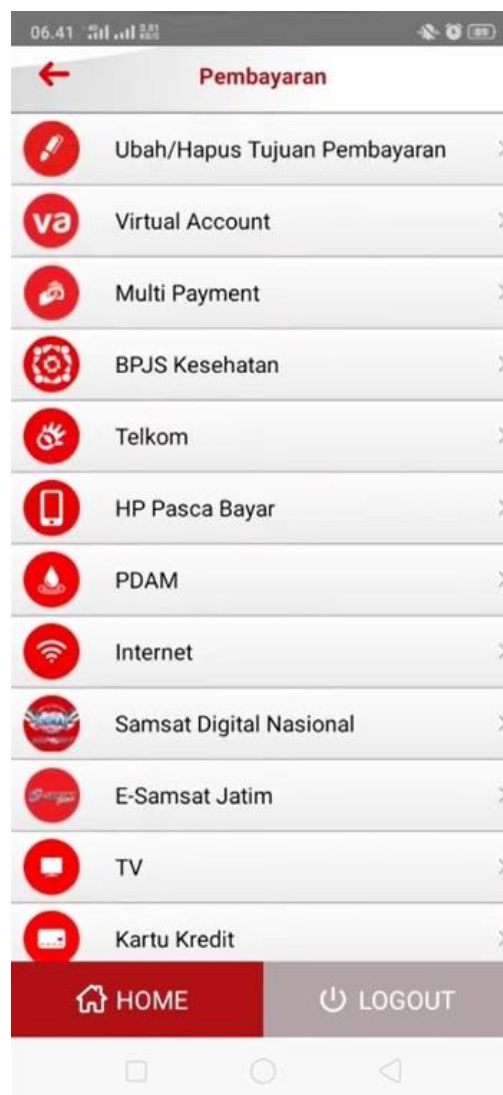 06.41
Pembayaran
Ubah/Hapus Tujuan Pembayaran
va Virtual Account
Multi Payment
BPJS Kesehatan
Telkom
HP Pasca Bayar
PDAM
Internet
Samsat Digital Nasional
E-Samsat Jatim
TV
Kartu Kredit
HOME LOGOUT